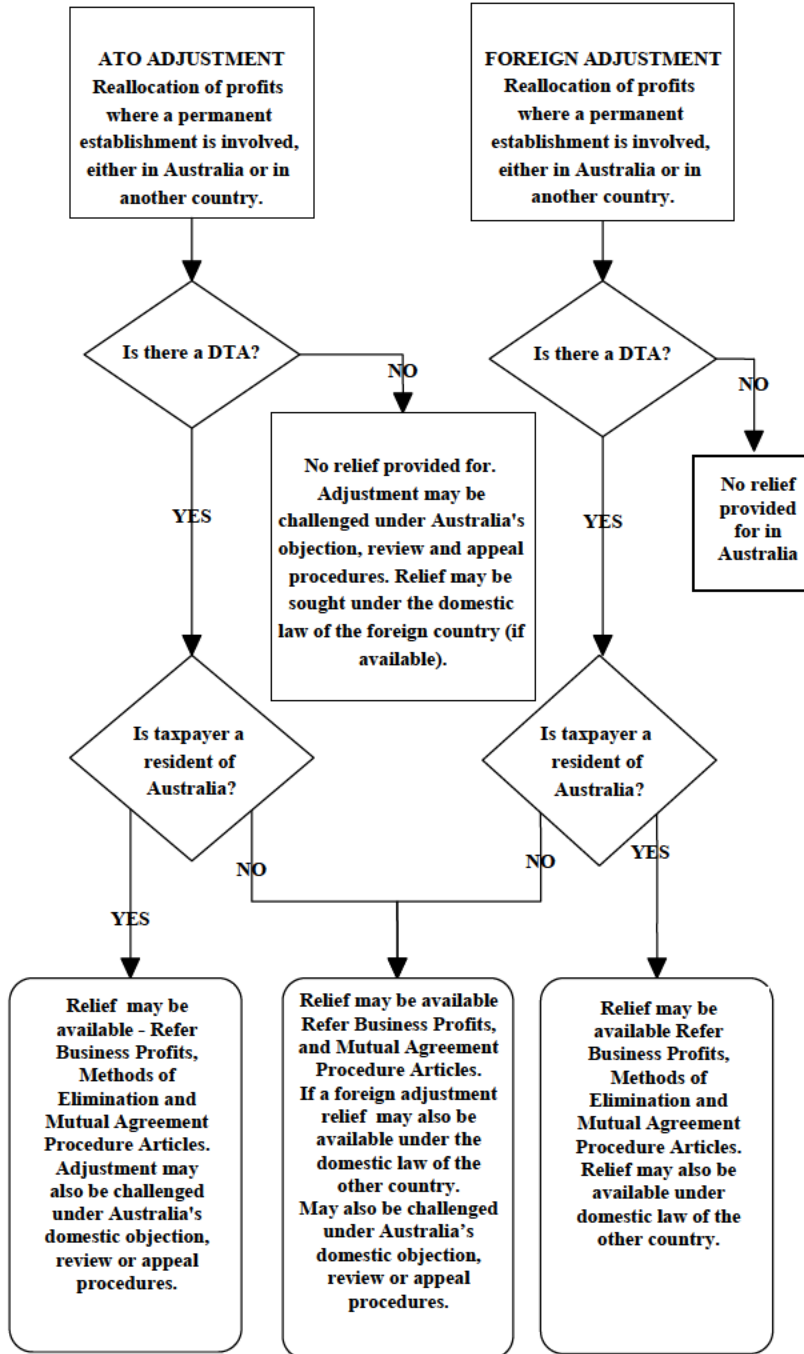 ATO ADJUSTMENT
Reallocation of profits
where a permanent
establishment is involved,
either in Australia or in
another country.
FOREIGN ADJUSTMENT
Reallocation of profits
where a permanent
establishment is involved,
either in Australia or in
another country.
Is there a DTA?
NO
Is there a DTA?
NO
No relief provided for.
Adjustment may be
challenged under Australia's
objection, review and appeal
procedures. Relief may be
sought under the domestic
law of the foreign country (if
available).
No relief
provided
for in
Australia
YES
YES
Is taxpayer a
resident of
Australia?
Is taxpayer a
resident of
Australia?
YES
NO
NO
YES
Relief may be
available - Refer
Business Profits,
Methods of
Elimination and
Mutual Agreement
Procedure Articles.
Adjustment may
also be challenged
under Australia's
domestic objection,
review or appeal
procedures.
Relief may be available
Refer Business Profits,
and Mutual Agreement
Procedure Articles.
If a foreign adjustment
relief may also be
available under the
domestic law of the
other country.
May also be challenged
under Australia’s
domestic objection,
review or appeal
procedures.
Relief may be
available Refer
Business Profits,
Methods of
Elimination and
Mutual Agreement
Procedure Articles.
Relief may also be
available under
domestic law of the
other country.